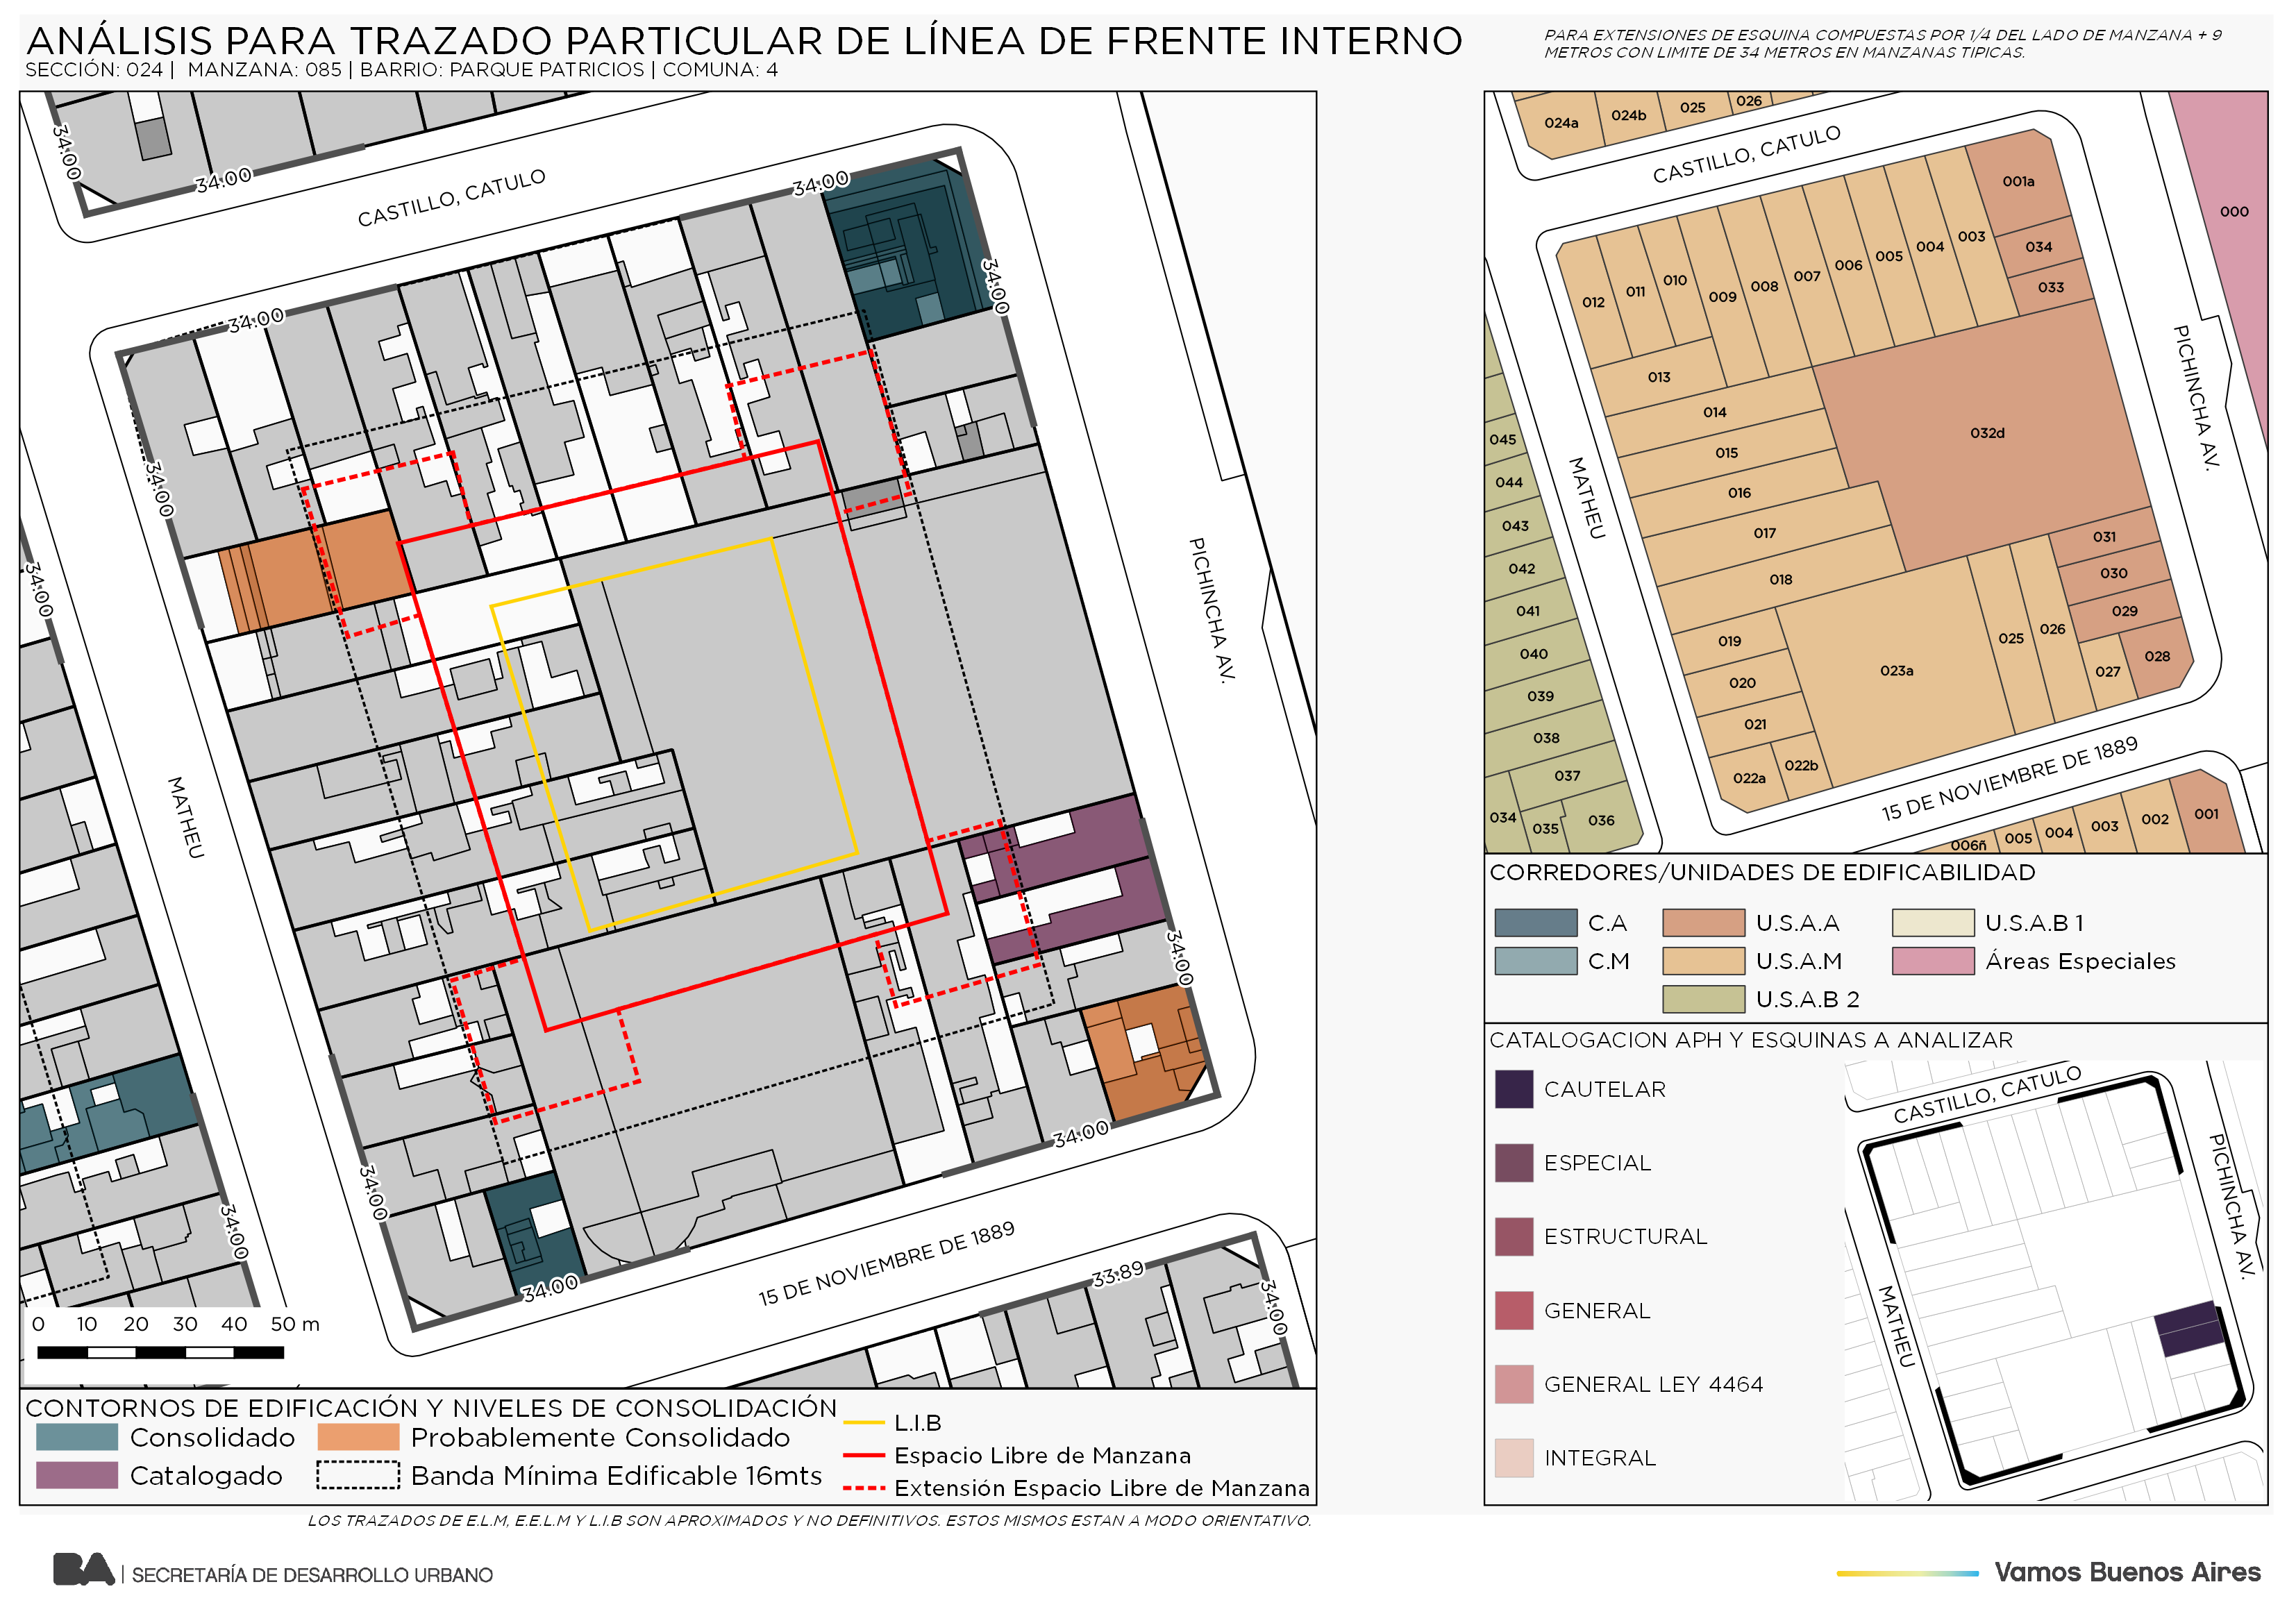 ANÁLISIS PARA TRAZADO PARTICULAR DE LÍNEA DE FRENTE INTERNO
SECCIÓN: 024 | MANZANA: 085 | BARRIO: PARQUE PATRICIOS | COMUNA: 4
PARA EXTENSIONES DE ESQUINA COMPUESTAS POR 1/4 DEL LADO DE MANZANA + 9
METROS CON LIMITE DE 34 METROS EN MANZANAS TIPICAS.
34.00
34.00
CASTILLO, CATULO
34.00
34.00
34.00
34.00
34.00
PICHINCHA AV.
MATHEU
34.00
34.00
34.00
34.00
34.00
15 DE NOVIEMBRE DE 1889
33.89
34.00
0 10 20 30 40 50 m
CONTORNOS DE EDIFICACIÓN Y NIVELES DE CONSOLIDACIÓN
Consolidado
Probablemente Consolidado
Catalogado
Banda Mínima Edificable 16mts
L.I.B
Espacio Libre de Manzana
Extensión Espacio Libre de Manzana
LOS TRAZADOS DE E.L.M, E.E.L.M Y L.I.B SON APROXIMADOS Y NO DEFINITIVOS. ESTOS MISMOS ESTAN A MODO ORIENTATIVO.
024a
024b
025
026
CASTILLO, CATULO
000
001a
034
033
003
004
005
006
007
008
009
010
011
012
013
014
015
016
017
018
019
020
021
022a
022b
023a
025
026
027
028
029
030
031
032d
PICHINCHA AV.
MATHEU
045
044
043
042
041
040
039
038
037
034
035
036
15 DE NOVIEMBRE DE 1889
006ñ
005
004
003
002
001
CORREDORES/UNIDADES DE EDIFICABILIDAD
C.A
U.S.A.A
U.S.A.B 1
C.M
U.S.A.M
Áreas Especiales
U.S.A.B 2
CATALOGACION APH Y ESQUINAS A ANALIZAR
CAUTELAR
ESPECIAL
ESTRUCTURAL
GENERAL
GENERAL LEY 4464
INTEGRAL
CASTILLO, CATULO
PICHINCHA AV.
MATHEU
BA | SECRETARÍA DE DESARROLLO URBANO
Vamos Buenos Aires